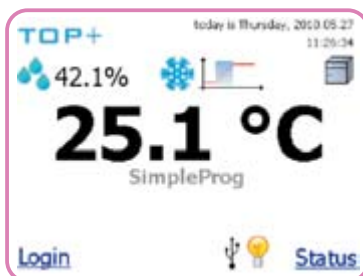 TOP+
today is Thursday, 2010.05.27
11:26:34
42.1%
25.1 °C
SimpleProg
Login
Status